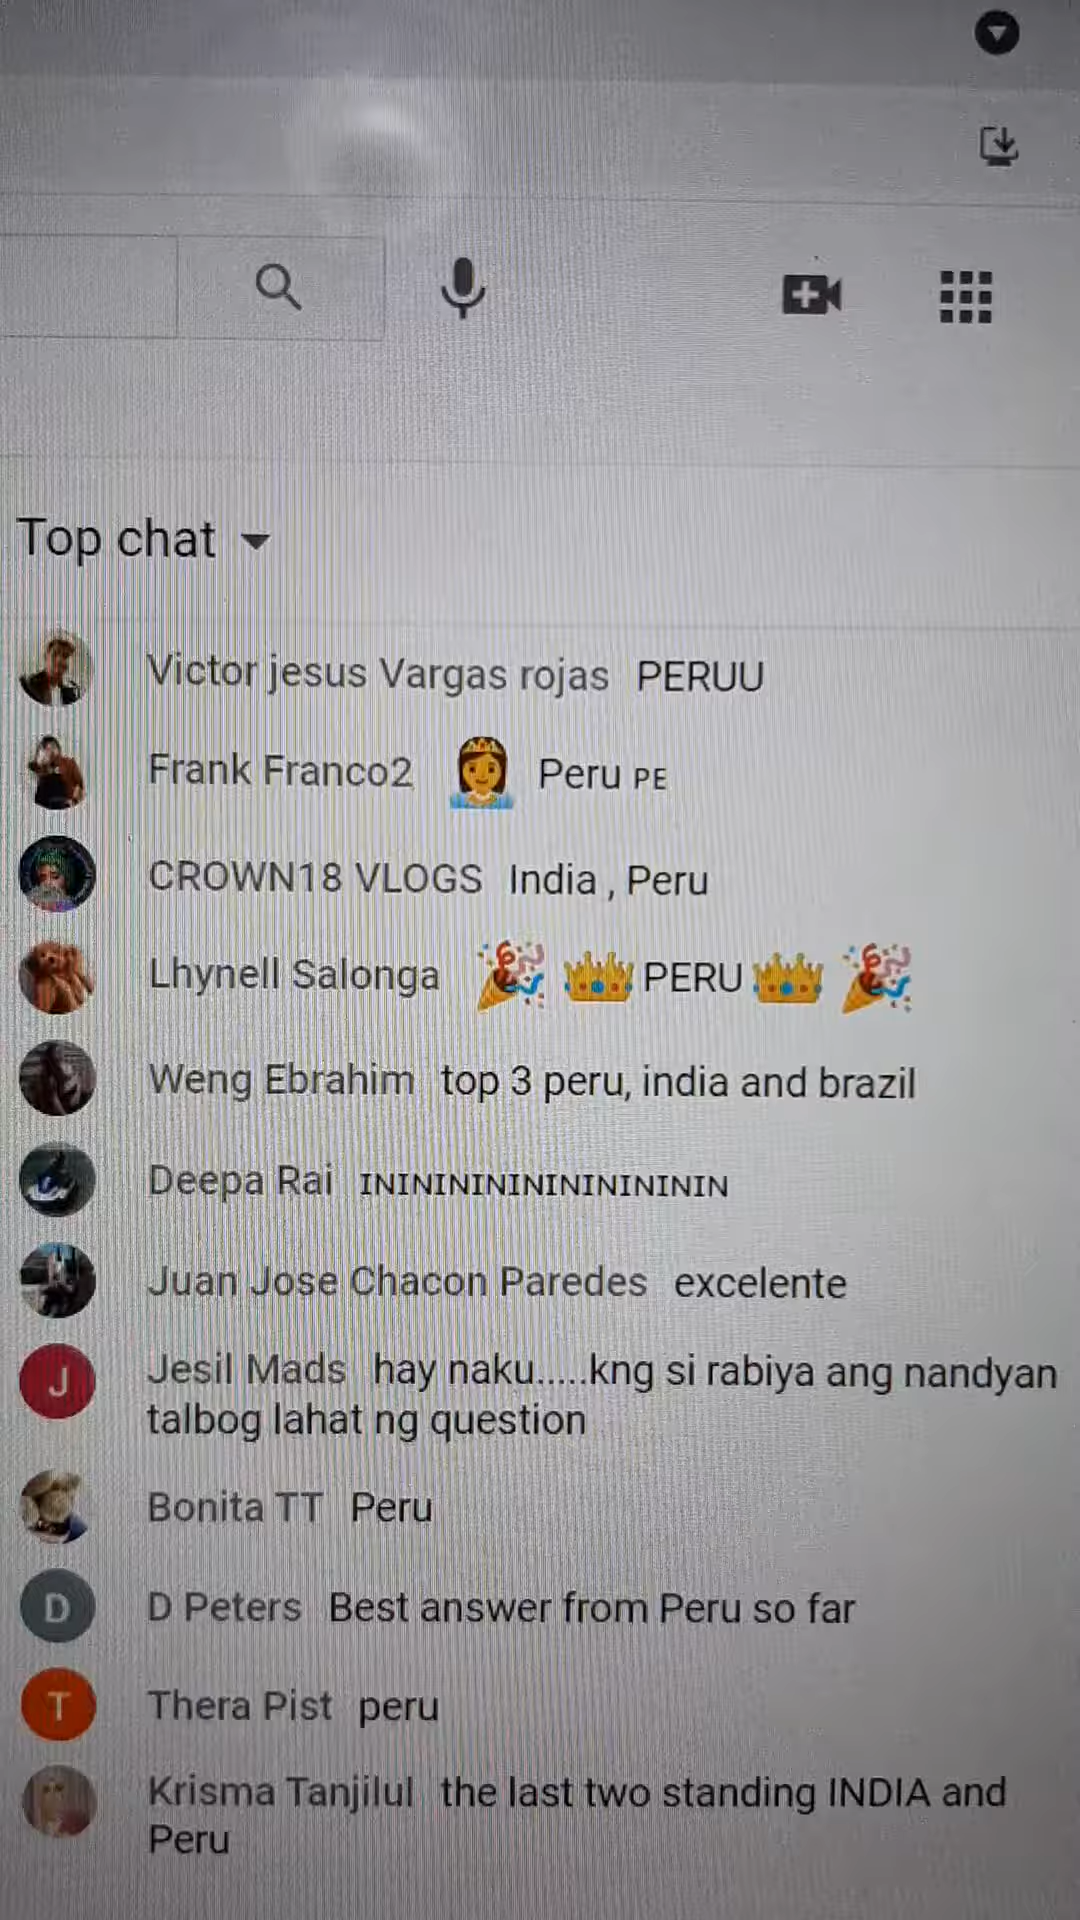 Top chat
Victor jesus Vargas rojas PERUU
Frank Franco2 👸 Peru PE
CROWN18 VLOGS India , Peru
Lhynell Salonga 🎉 👑 PERU 👑 🎉
Weng Ebrahim top 3 peru, india and brazil
Deepa Rai ININININININININININ
Juan Jose Chacon Paredes excelente
J Jesil Mads hay naku.....kng si rabiya ang nandyan
talbog lahat ng question
Bonita TT Peru
D D Peters Best answer from Peru so far
T Thera Pist peru
Krisma Tanjilul the last two standing INDIA and
Peru